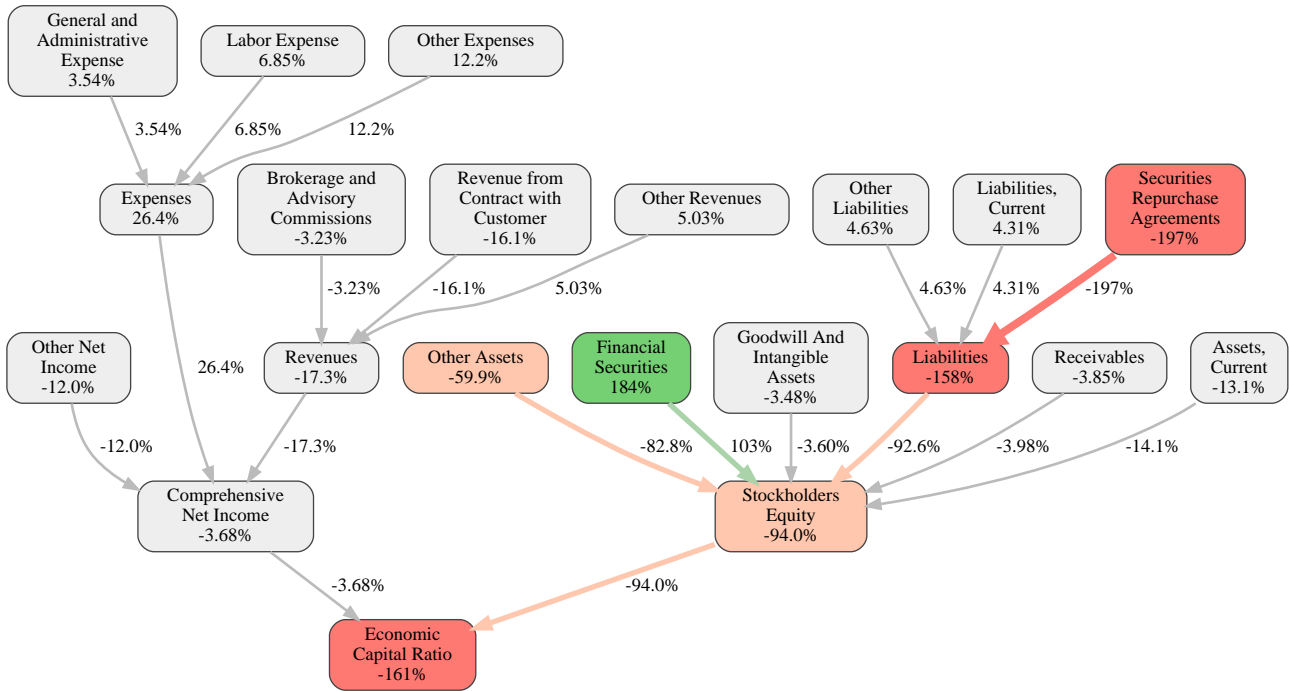 General and
Administrative
Expense
3.54%
Labor Expense
6.85%
Other Expenses
12.2%
3.54%
6.85%
12.2%
Expenses
26.4%
Brokerage and
Advisory
Commissions
-3.23%
Revenue from
Contract with
Customer
-16.1%
Other Revenues
5.03%
Other
Liabilities
4.63%
Liabilities,
Current
4.31%
Securities
Repurchase
Agreements
-197%
-3.23%
-16.1%
5.03%
4.63%
4.31%
-197%
Other Net
Income
-12.0%
26.4%
Revenues
-17.3%
Other Assets
-59.9%
Financial
Securities
184%
Goodwill And
Intangible
Assets
-3.48%
Liabilities
-158%
Receivables
-3.85%
Assets,
Current
-13.1%
-12.0%
-17.3%
-82.8%
103%
-3.60%
-92.6%
-3.98%
-14.1%
Comprehensive
Net Income
-3.68%
Stockholders
Equity
-94.0%
-3.68%
-94.0%
Economic
Capital Ratio
-161%